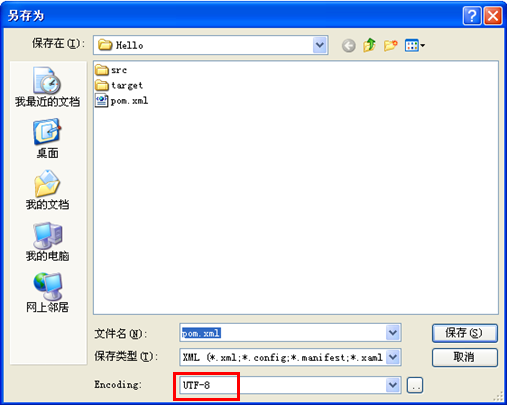 另存为
保存在(I):
Hello
src
target
pom.xml
我最近的文档
桌面
我的文档
我的电脑
网上邻居
文件名(N):
pom.xml
保存(S)
保存类型(T):
XML (*.xml;*.config;*.manifest;*.xaml
取消
Encoding:
UTF-8
..